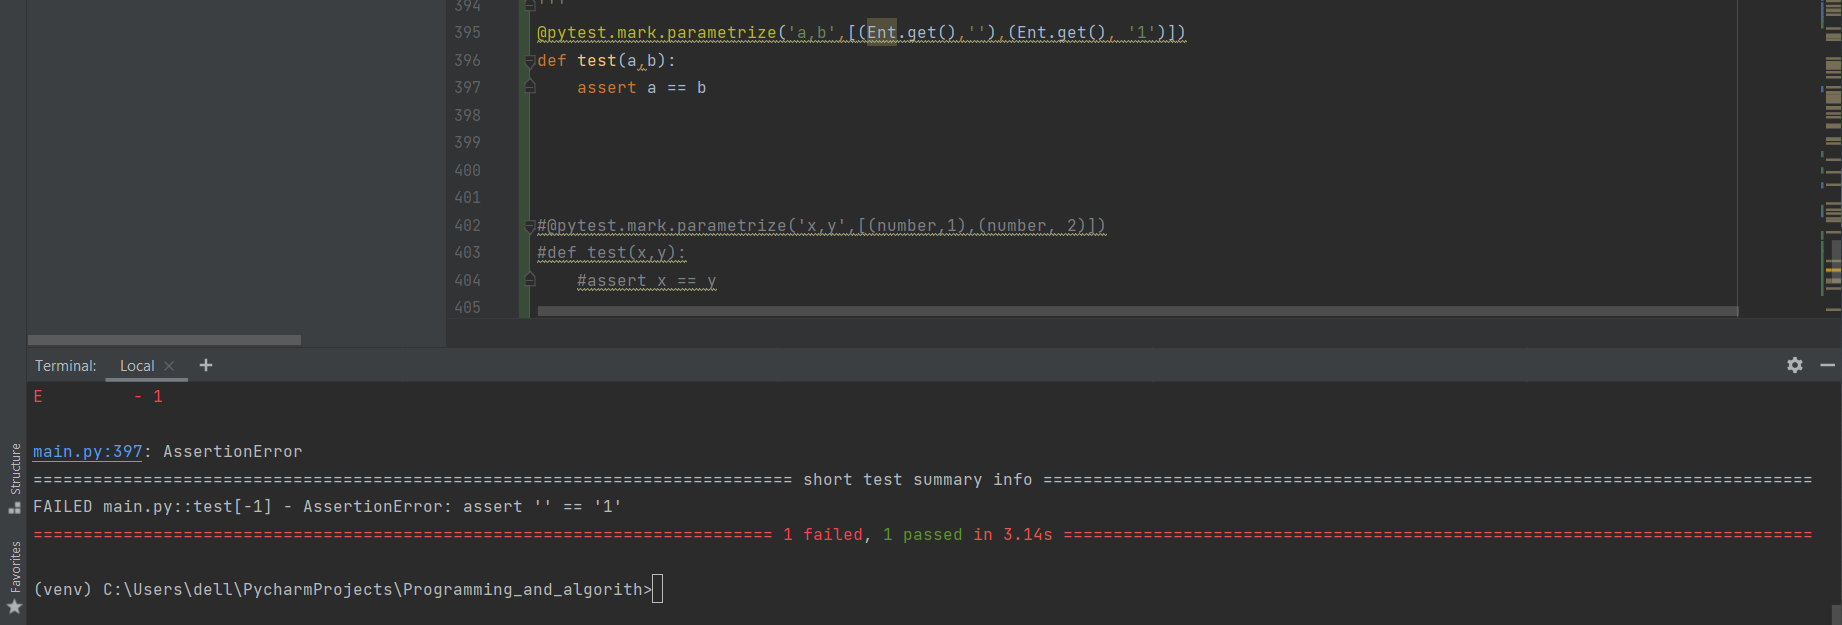 394 '''
395 @pytest.mark.parametrize('a,b',[(Ent.get(),''),(Ent.get(), '1')])
396 def test(a,b):
397     assert a == b
398
399
400
401
402 #@pytest.mark.parametrize('x,y',[(number,1),(number, 2)])
403 #def test(x,y):
404     #assert x == y
405
Terminal: Local × +
E         - 1
main.py:397: AssertionError
============================================================================ short test summary info =============================================================================
FAILED main.py::test[-1] - AssertionError: assert '' == '1'
========================================================================== 1 failed, 1 passed in 3.14s ===========================================================================
(venv) C:\Users\dell\PycharmProjects\Programming_and_algorith>
Structure
Favorites